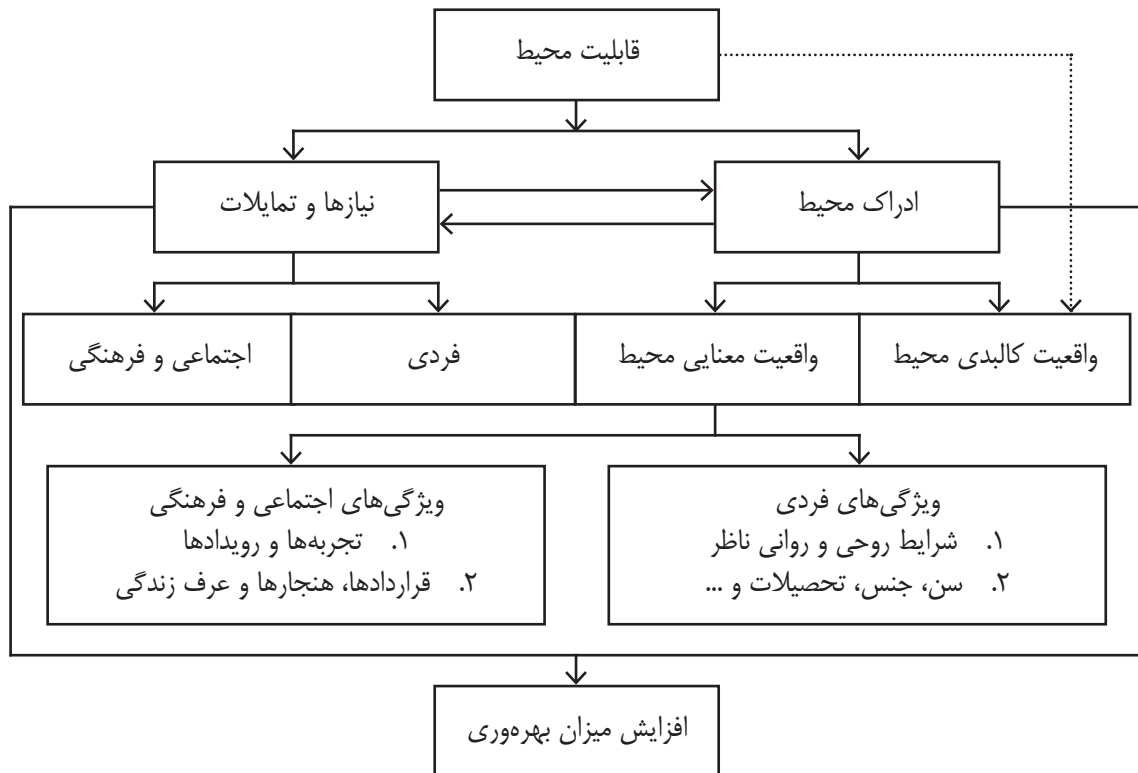 قابلیت محیط
ادراک محیط
نیازها و تمایلات
واقعیت کالبدی محیط
واقعیت معنایی محیط
فردی
اجتماعی و فرهنگی
ویژگی‌های فردی
۱. شرایط روحی و روانی ناظر
۲. سن، جنس، تحصیلات و ...
ویژگی‌های اجتماعی و فرهنگی
۱. تجربه‌ها و رویدادها
۲. قراردادها، هنجارها و عرف زندگی
افزایش میزان بهره‌وری